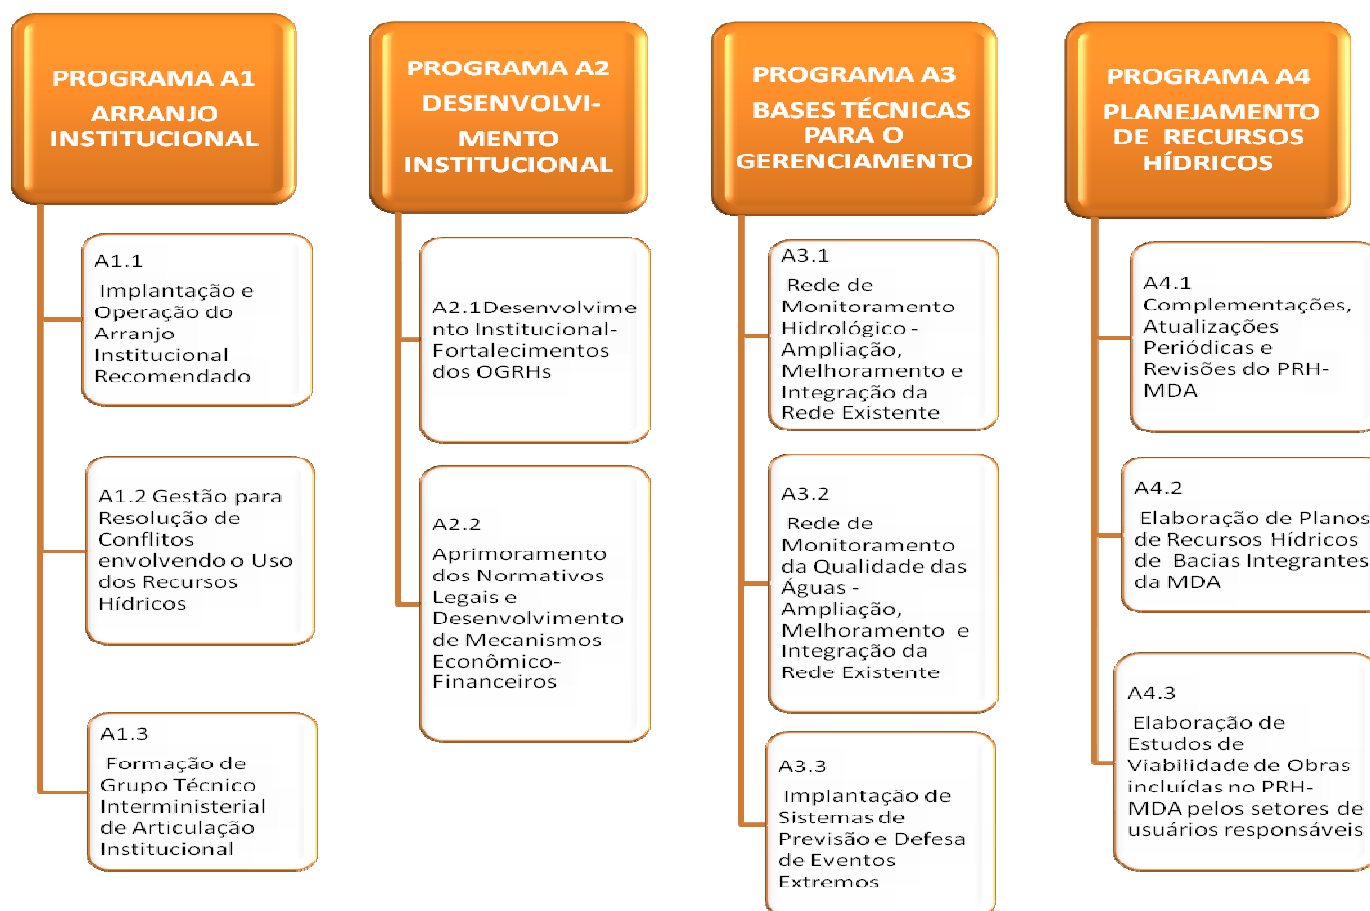 PROGRAMA A1
ARRANJO
INSTITUCIONAL
A1.1
Implantação e
Operação do
Arranjo
Institucional
Recomendado
A1.2 Gestão para
Resolução de
Conflitos
envolvendo o Uso
dos Recursos
Hídricos
A1.3
Formação de
Grupo Técnico
Interministerial
de Articulação
Institucional
PROGRAMA A2
DESENVOLVI-
MENTO
INSTITUCIONAL
A2.1Desenvolvime
nto Institucional-
Fortalecimentos
dos OGRHs
A2.2
Aprimoramento
dos Normativos
Legais e
Desenvolvimento
de Mecanismos
Econômico-
Financeiros
PROGRAMA A3
BASES TÉCNICAS
PARA O
GERENCIAMENTO
A3.1
Rede de
Monitoramento
Hidrológico -
Ampliação,
Melhoramento e
Integração da
Rede Existente
A3.2
Rede de
Monitoramento
da Qualidade das
Águas -
Ampliação,
Melhoramento e
Integração da
Rede Existente
A3.3
Implantação de
Sistemas de
Previsão e Defesa
de Eventos
Extremos
PROGRAMA A4
PLANEJAMENTO
DE RECURSOS
HÍDRICOS
A4.1
Complementações,
Atualizações
Periódicas e
Revisões do PRH-
MDA
A4.2
Elaboração de Planos
de Recursos Hídricos
de Bacias Integrantes
da MDA
A4.3
Elaboração de
Estudos de
Viabilidade de Obras
incluídas no PRH-
MDA pelos setores de
usuários responsáveis